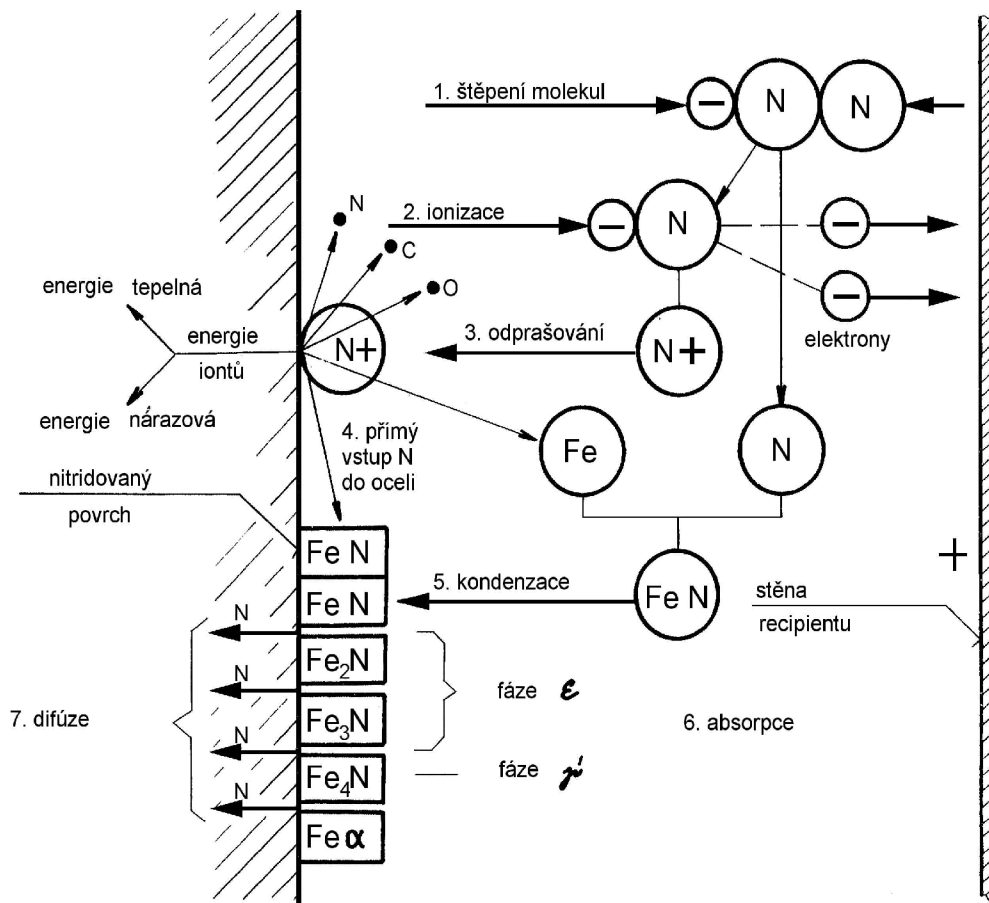 1. štěpení molekul
− N N
N
2. ionizace
− N −
C
O
energie tepelná
−
energie
iontů
N+
3. odprašování
N+
elektrony
energie nárazová
4. přímý
vstup N
do oceli
Fe
N
nitridovaný
povrch
Fe N
+
5. kondenzace
Fe N
Fe N
stěna
recipientu
N
Fe2N
N
fáze ε
7. difúze
Fe3N
6. absorpce
N
Fe4N
fáze γ'
N
Fe α